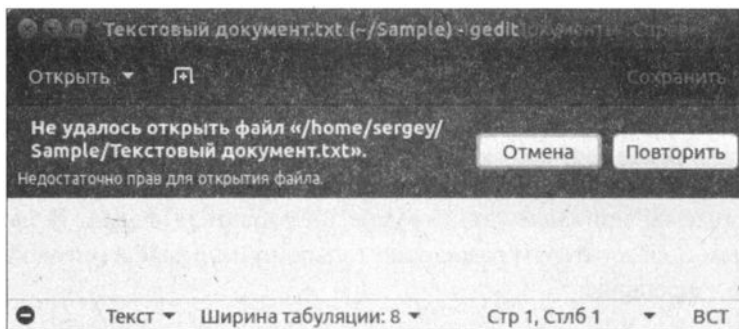 Текстовый документ.txt (~/Sample) - gedit
Открыть
Сохранить
Не удалось открыть файл «/home/sergey/
Sample/Текстовый документ.txt».
Недостаточно прав для открытия файла.
Отмена
Повторить
Текст
Ширина табуляции: 8
Стр 1, Стлб 1
ВСТ